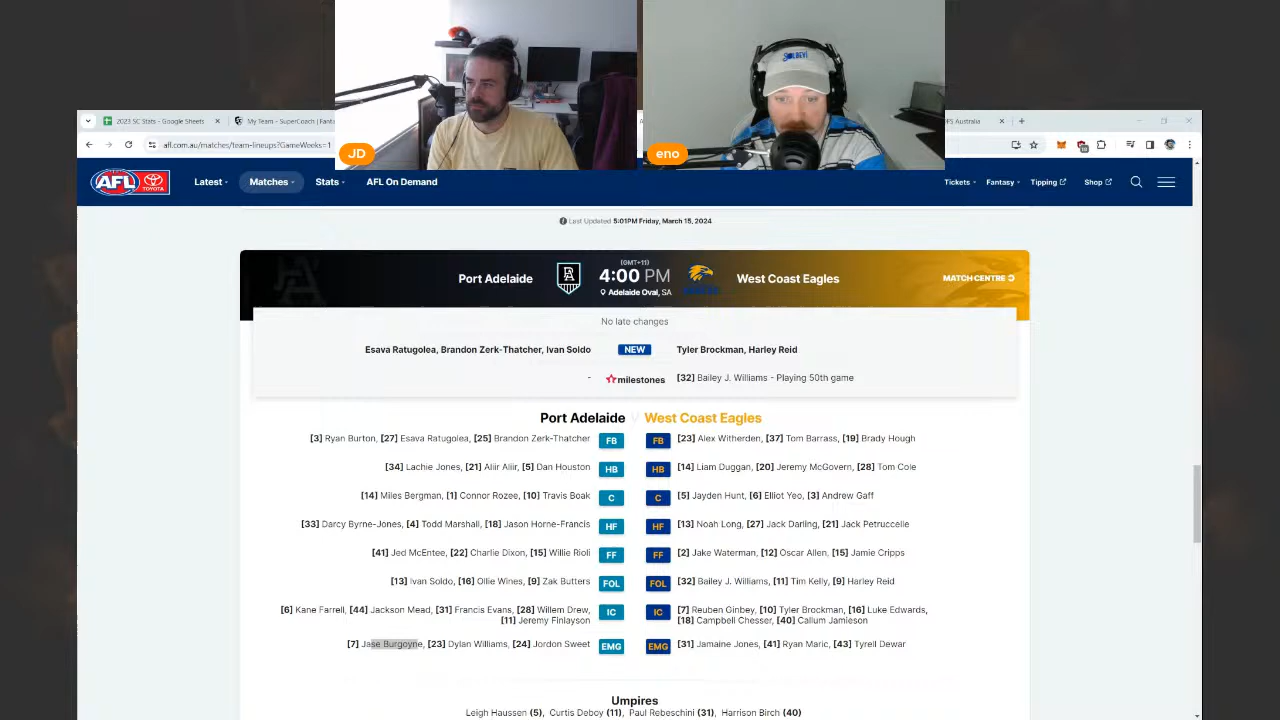 SOLBEVI
JD
eno
2023 SC Stats - Google Sheets
My Team - SuperCoach | Fant
PS Australia
afl.com.au/matches/team-lineups?GameWeeks=1
AFL TOYOTA
Latest
Matches
Stats
AFL On Demand
Tickets
Fantasy
Tipping
Shop
Last Updated 5:01PM Friday, March 15, 2024
Port Adelaide
(GMT+11)
4:00 PM
Adelaide Oval, SA
West Coast Eagles
MATCH CENTRE
No late changes
Esava Ratugolea, Brandon Zerk-Thatcher, Ivan Soldo NEW Tyler Brockman, Harley Reid
- milestones [32] Bailey J. Williams - Playing 50th game
Port Adelaide V West Coast Eagles
[3] Ryan Burton, [27] Esava Ratugolea, [25] Brandon Zerk-Thatcher FB FB [23] Alex Witherden, [37] Tom Barrass, [19] Brady Hough
[34] Lachie Jones, [21] Aliir Aliir, [5] Dan Houston HB HB [14] Liam Duggan, [20] Jeremy McGovern, [28] Tom Cole
[14] Miles Bergman, [1] Connor Rozee, [10] Travis Boak C C [5] Jayden Hunt, [6] Elliot Yeo, [3] Andrew Gaff
[33] Darcy Byrne-Jones, [4] Todd Marshall, [18] Jason Horne-Francis HF HF [13] Noah Long, [27] Jack Darling, [21] Jack Petruccelle
[41] Jed McEntee, [22] Charlie Dixon, [15] Willie Rioli FF FF [2] Jake Waterman, [12] Oscar Allen, [15] Jamie Cripps
[13] Ivan Soldo, [16] Ollie Wines, [9] Zak Butters FOL FOL [32] Bailey J. Williams, [11] Tim Kelly, [9] Harley Reid
[6] Kane Farrell, [44] Jackson Mead, [31] Francis Evans, [28] Willem Drew, IC IC [7] Reuben Ginbey, [10] Tyler Brockman, [16] Luke Edwards,
[11] Jeremy Finlayson [18] Campbell Chesser, [40] Callum Jamieson
[7] Jase Burgoyne, [23] Dylan Williams, [24] Jordon Sweet EMG EMG [31] Jamaine Jones, [41] Ryan Maric, [43] Tyrell Dewar
Umpires
Leigh Haussen (5), Curtis Deboy (11), Paul Rebeschini (31), Harrison Birch (40)